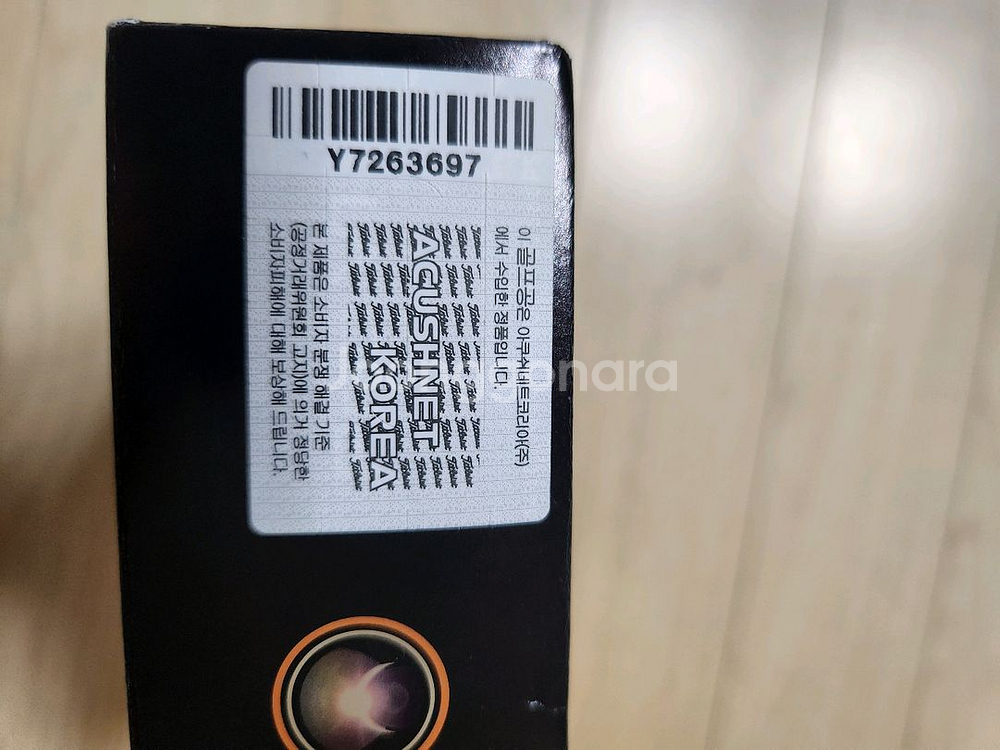 Y7263697
이 골프공은 아쿠쉬네트코리아(주)
에서 수입한 정품입니다.
ACUSHNET
KOREA
본 제품은 소비자 분쟁 해결 기준
(공정거래위원회 고시)에 의거 정당한
소비자피해에 대해 보상해 드립니다.